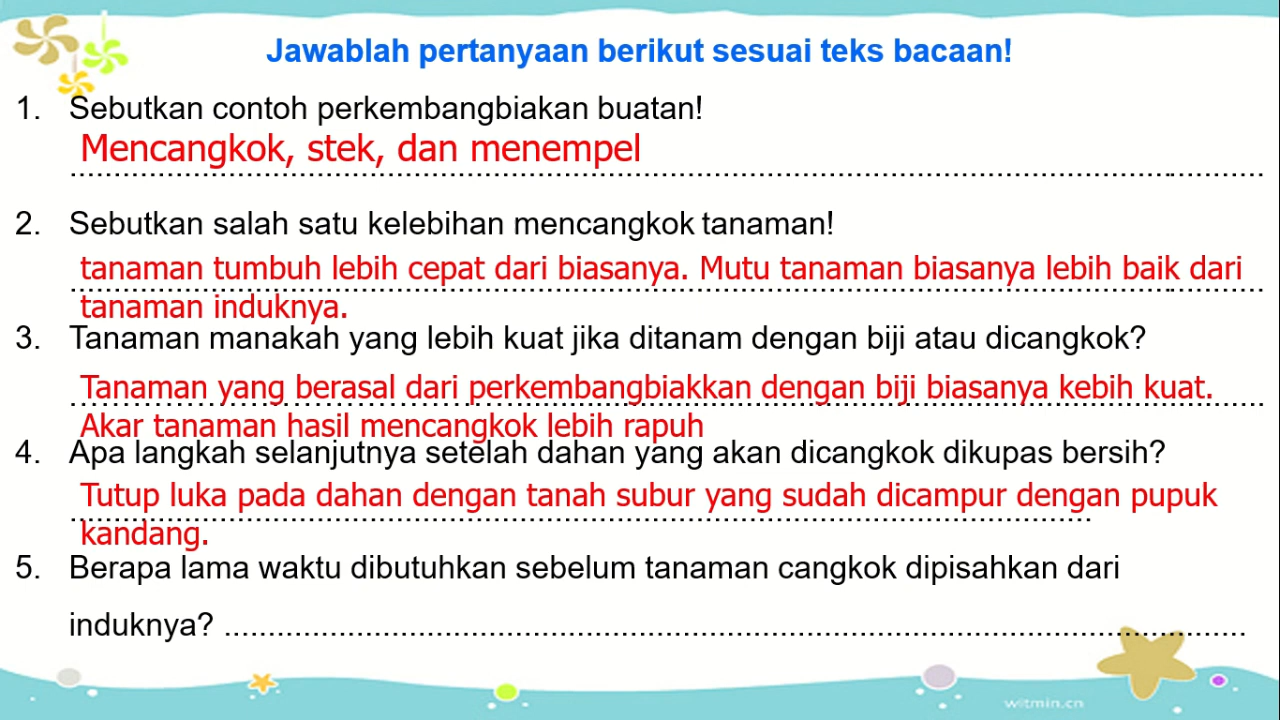 Jawablah pertanyaan berikut sesuai teks bacaan!
1. Sebutkan contoh perkembangbiakan buatan!
Mencangkok, stek, dan menempel
2. Sebutkan salah satu kelebihan mencangkok tanaman!
tanaman tumbuh lebih cepat dari biasanya. Mutu tanaman biasanya lebih baik dari
tanaman induknya.
3. Tanaman manakah yang lebih kuat jika ditanam dengan biji atau dicangkok?
Tanaman yang berasal dari perkembangbiakkan dengan biji biasanya kebih kuat.
Akar tanaman hasil mencangkok lebih rapuh
4. Apa langkah selanjutnya setelah dahan yang akan dicangkok dikupas bersih?
Tutup luka pada dahan dengan tanah subur yang sudah dicampur dengan pupuk
kandang.
5. Berapa lama waktu dibutuhkan sebelum tanaman cangkok dipisahkan dari
induknya? ................................................................
witmin.cn